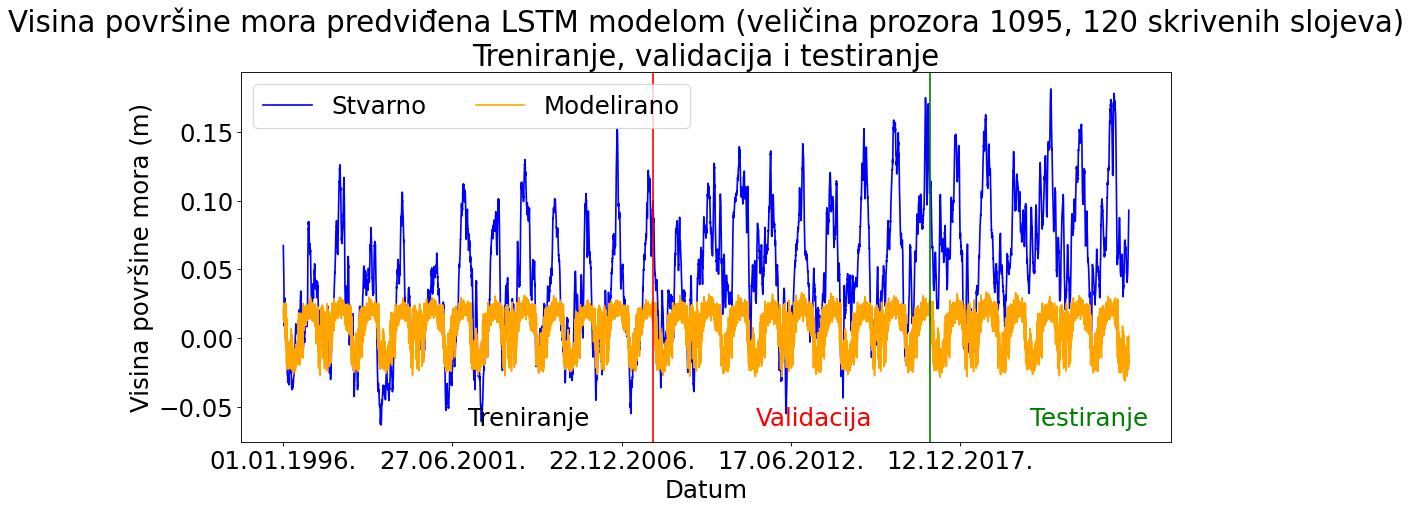 Visina površine mora predviđena LSTM modelom (veličina prozora 1095, 120 skrivenih slojeva)
Treniranje, validacija i testiranje
Stvarno
Modelirano
Visina površine mora (m)
0.15
0.10
0.05
0.00
−0.05
Treniranje
Validacija
Testiranje
01.01.1996.
27.06.2001.
22.12.2006.
17.06.2012.
12.12.2017.
Datum